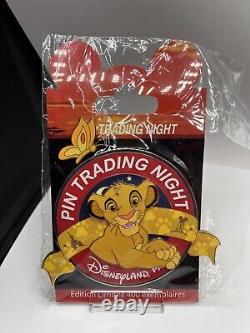 TRADING NIGHT
PIN TRADING NIGHT
Disneyland
Edition Limitée 400 exemplaires